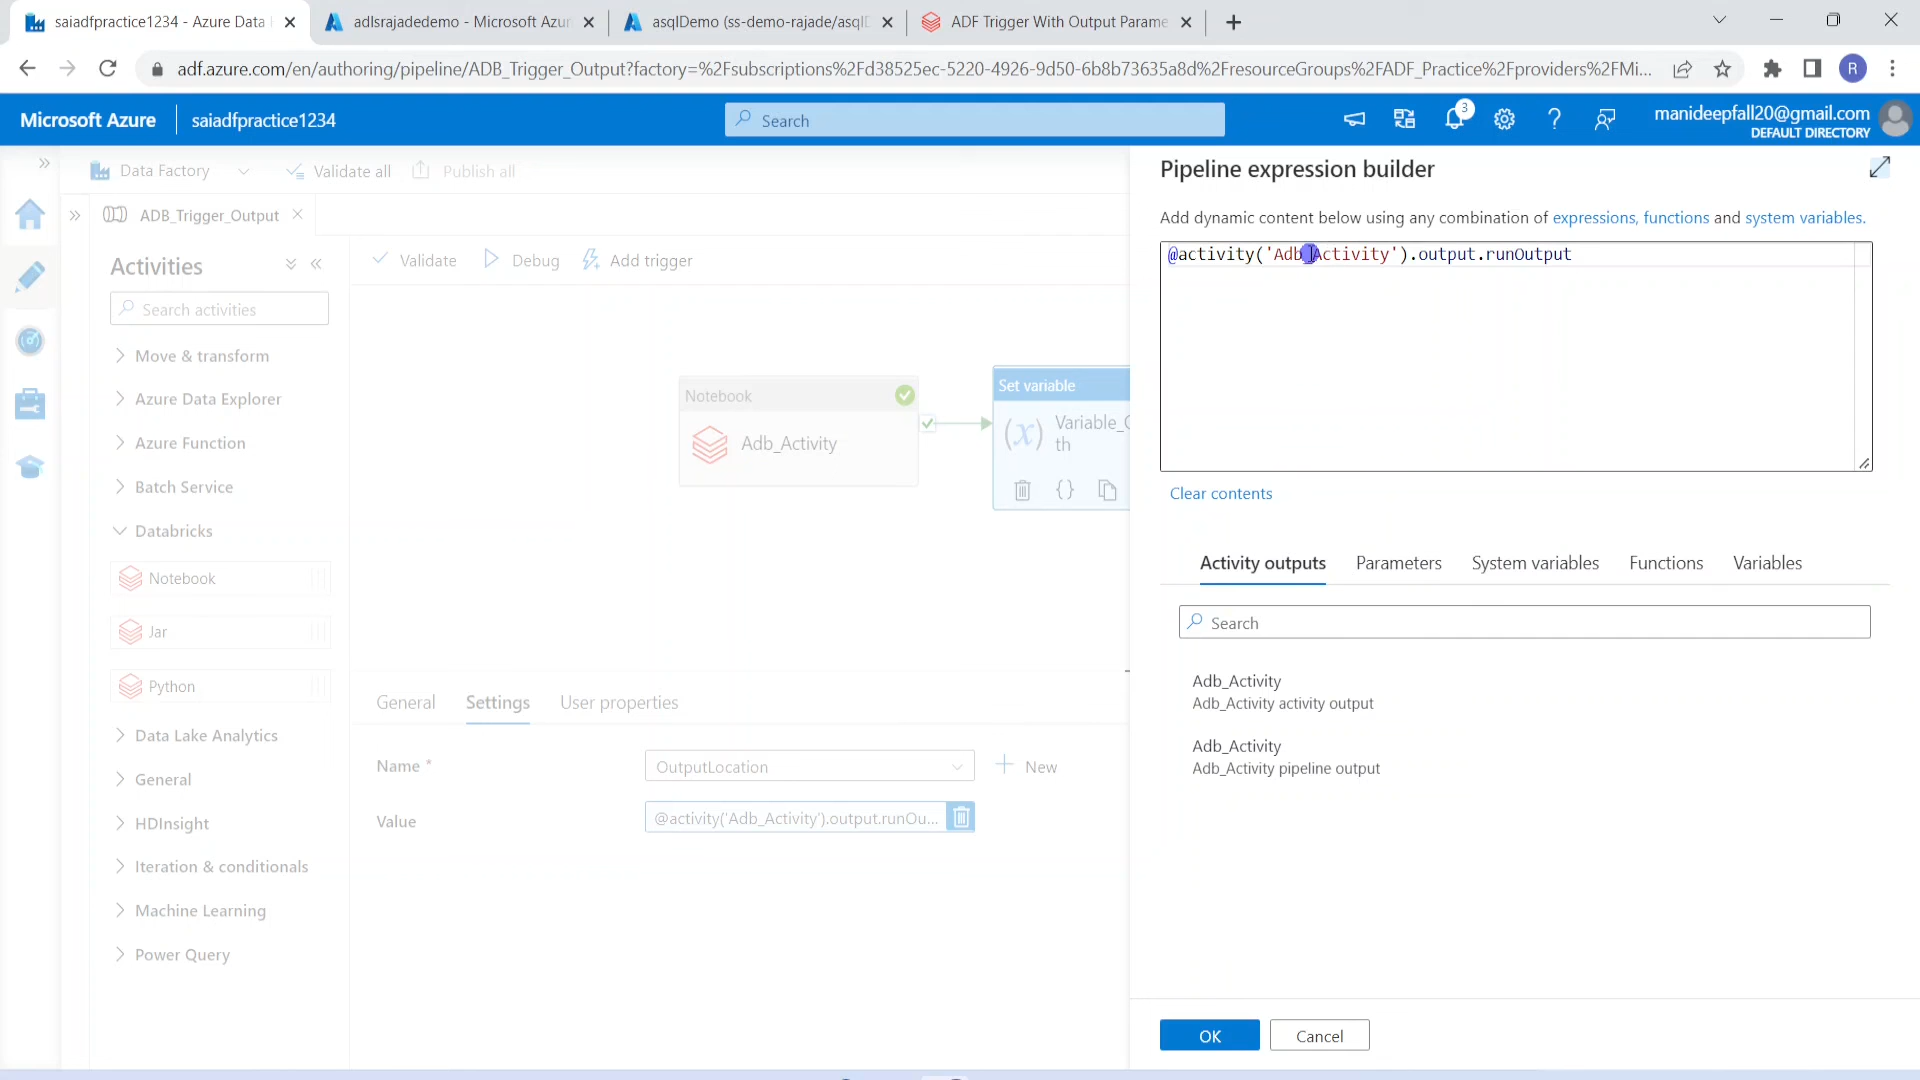 saiadfpractice1234 - Azure Data
adlsrajadedemo - Microsoft Azur
asqlDemo (ss-demo-rajade/asqlD
ADF Trigger With Output Parame
adf.azure.com/en/authoring/pipeline/ADB_Trigger_Output?factory=%2Fsubscriptions%2Fd38525ec-5220-4926-9d50-6b8b73635a8d%2FresourceGroups%2FADF_Practice%2Fproviders%2FMi...
R
Microsoft Azure
saiadfpractice1234
Search
3
manideepfall20@gmail.com
DEFAULT DIRECTORY
Data Factory
Validate all
Publish all
ADB_Trigger_Output
Activities
Search activities
Move & transform
Azure Data Explorer
Azure Function
Batch Service
Databricks
Notebook
Jar
Python
Data Lake Analytics
General
HDInsight
Iteration & conditionals
Machine Learning
Power Query
Validate
Debug
Add trigger
Notebook
Adb_Activity
Set variable
(x)
Variable_
th
{}
General
Settings
User properties
Name *
OutputLocation
New
Value
@activity('Adb_Activity').output.runOu...
Pipeline expression builder
Add dynamic content below using any combination of expressions, functions and system variables.
@activity('Adb_Activity').output.runOutput
Clear contents
Activity outputs
Parameters
System variables
Functions
Variables
Search
Adb_Activity
Adb_Activity activity output
Adb_Activity
Adb_Activity pipeline output
OK
Cancel